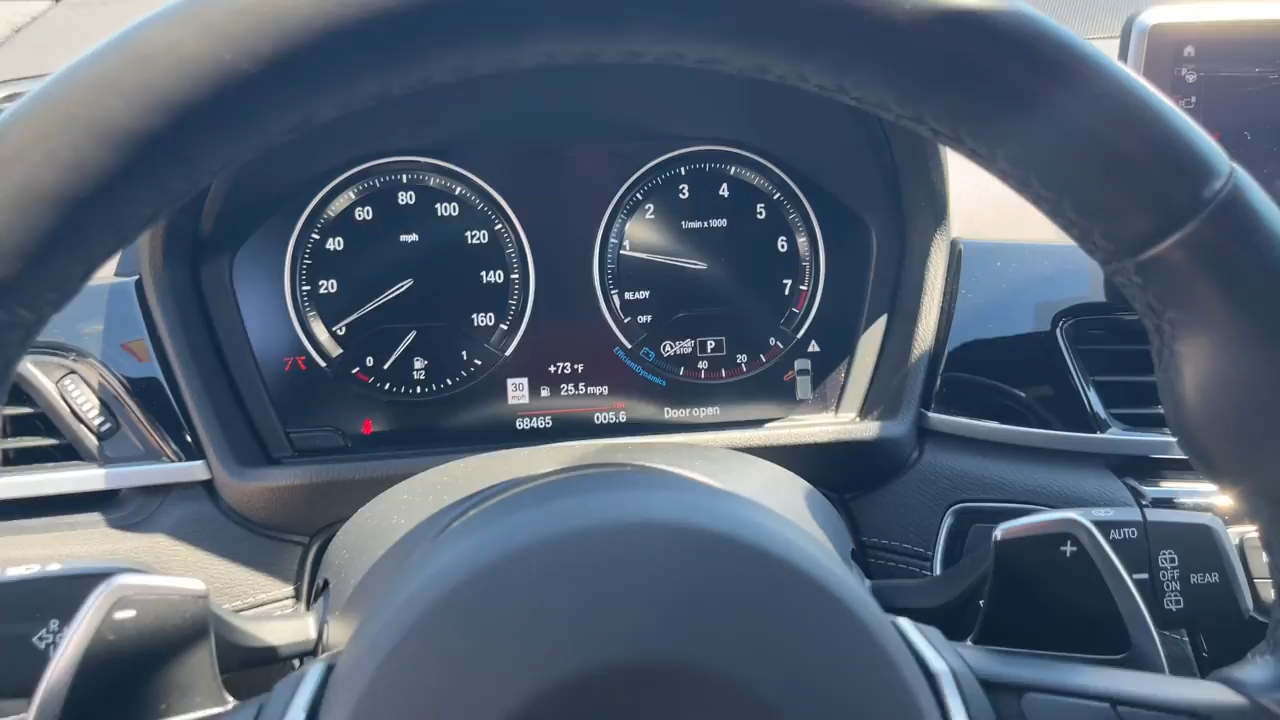 20
40
60
80
100
120
140
160
mph
0
0
1/2
1
1
2
3
4
5
6
7
1/min x 1000
READY
OFF
P
40
20
0
EfficientDynamics
+73 °F
30
mph
25.5 mpg
68465
005.6
Door open
+
AUTO
OFF
ON
REAR
R